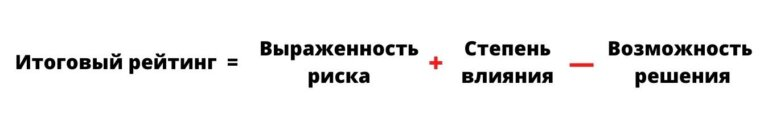 Итоговый рейтинг = Выраженность риска + Степень влияния — Возможность решения